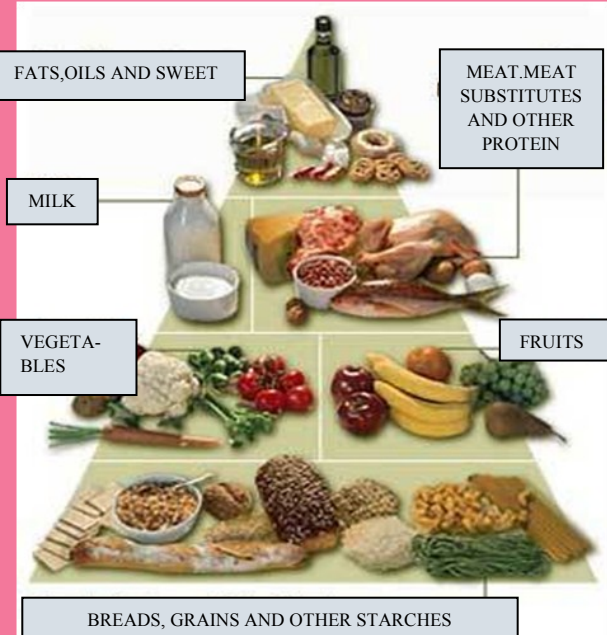 FATS,OILS AND SWEET
MEAT.MEAT
SUBSTITUTES
AND OTHER
PROTEIN
MILK
VEGETA-
BLES
FRUITS
BREADS, GRAINS AND OTHER STARCHES